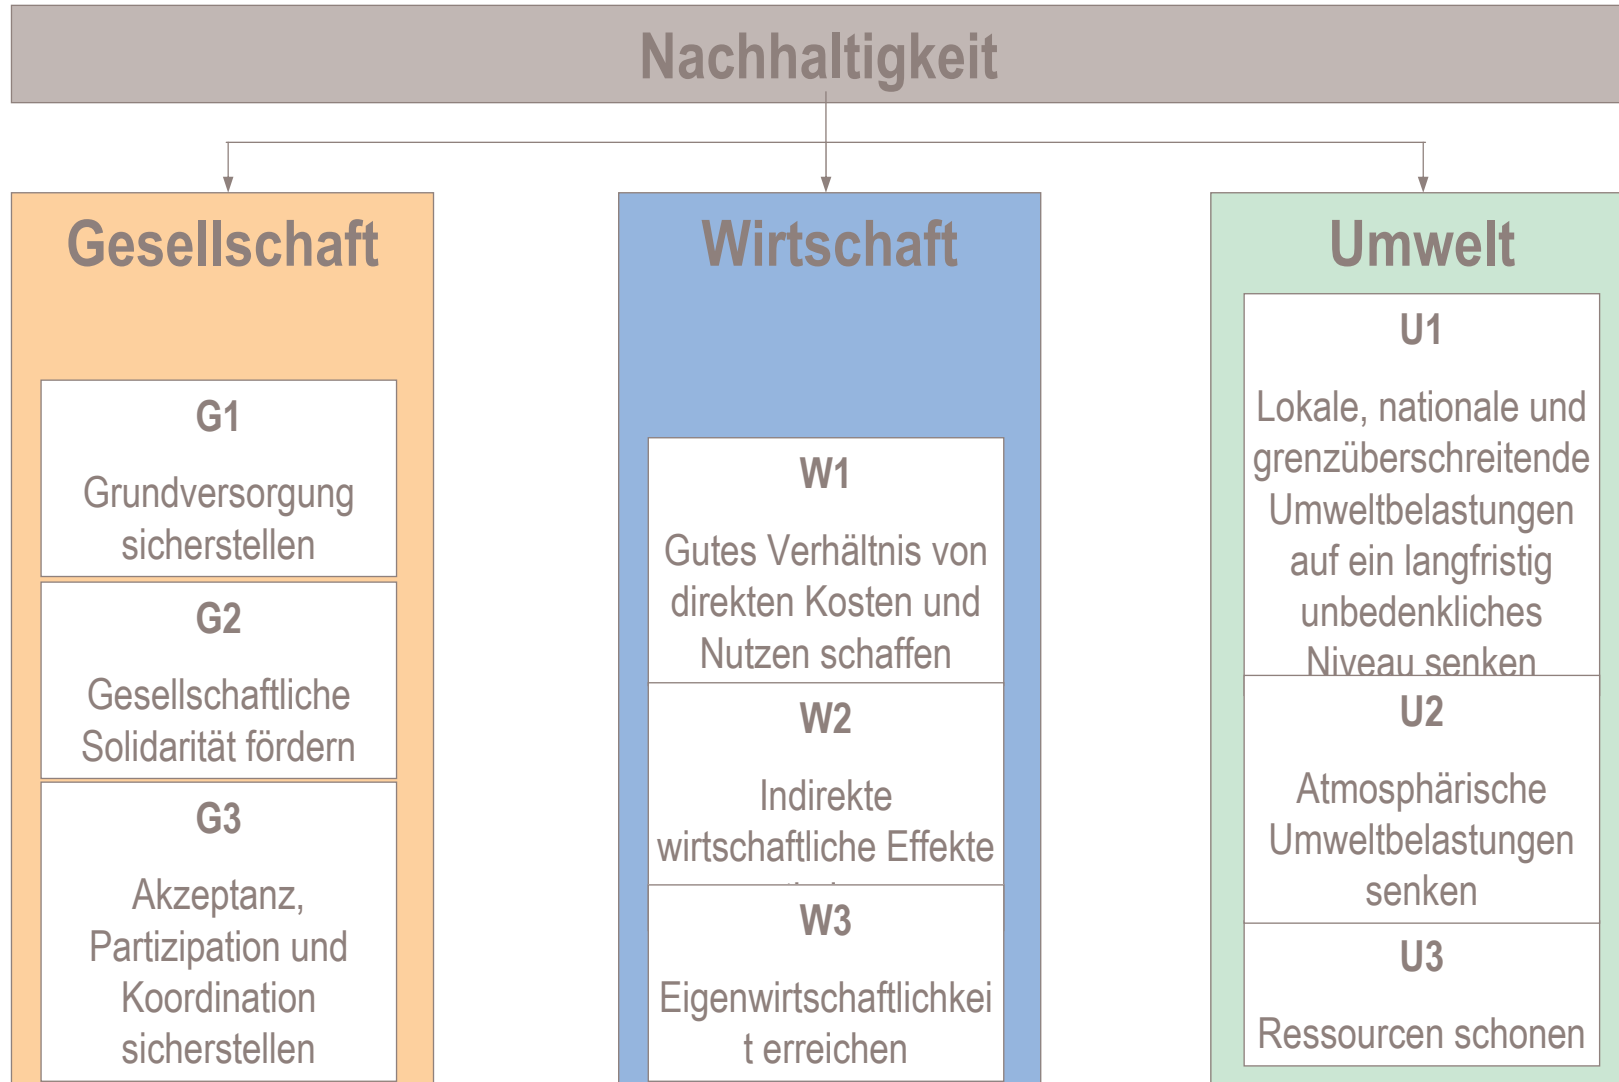 Nachhaltigkeit
Gesellschaft
G1
Grundversorgung
sicherstellen
G2
Gesellschaftliche
Solidarität fördern
G3
Akzeptanz,
Partizipation und
Koordination
sicherstellen
Wirtschaft
W1
Gutes Verhältnis von
direkten Kosten und
Nutzen schaffen
W2
Indirekte
wirtschaftliche Effekte
W3
Eigenwirtschaftlichkei
t erreichen
Umwelt
U1
Lokale, nationale und
grenzüberschreitende
Umweltbelastungen
auf ein langfristig
unbedenkliches
Niveau senken
U2
Atmosphärische
Umweltbelastungen
senken
U3
Ressourcen schonen